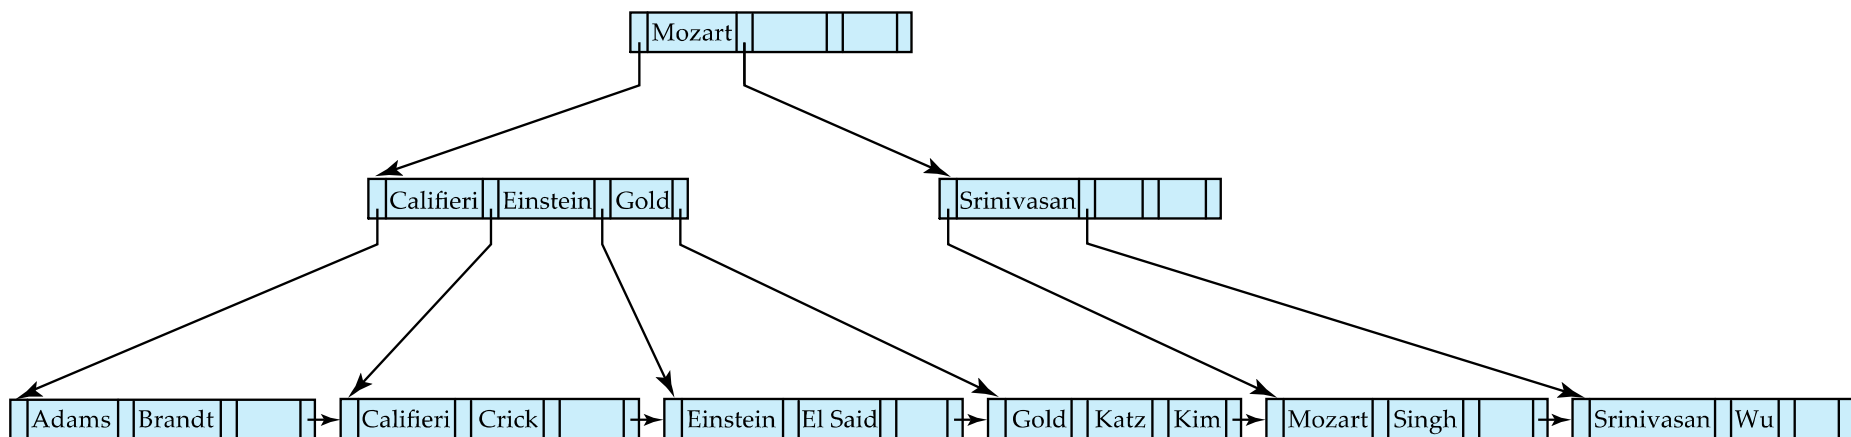 Mozart
Califieri Einstein Gold Srinivasan
Adams Brandt Califieri Crick Einstein El Said Gold Katz Kim Mozart Singh Srinivasan Wu